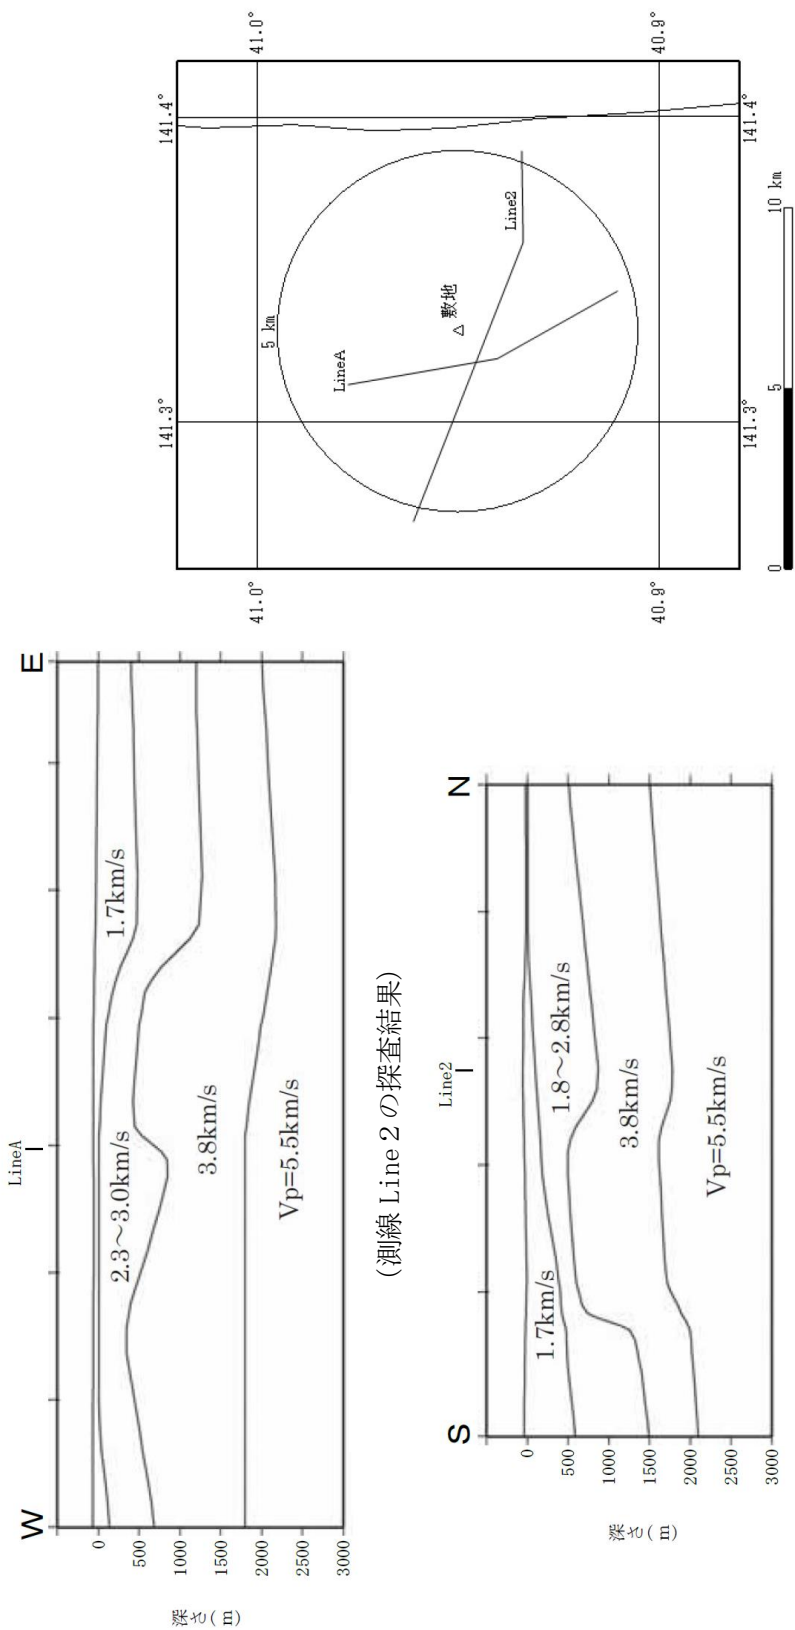 W
E
LineA
深さ( m)
0
500
1000
1500
2000
2500
3000
1.7km/s
2.3～3.0km/s
3.8km/s
Vp=5.5km/s
(測線 Line 2 の探査結果)
S
N
Line2
深さ( m)
0
500
1000
1500
2000
2500
3000
1.7km/s
1.8～2.8km/s
3.8km/s
Vp=5.5km/s
41.0°
41.0°
40.9°
40.9°
141.3°
141.4°
141.3°
141.4°
5 km
LineA
敷地
Line2
0
5
10 km